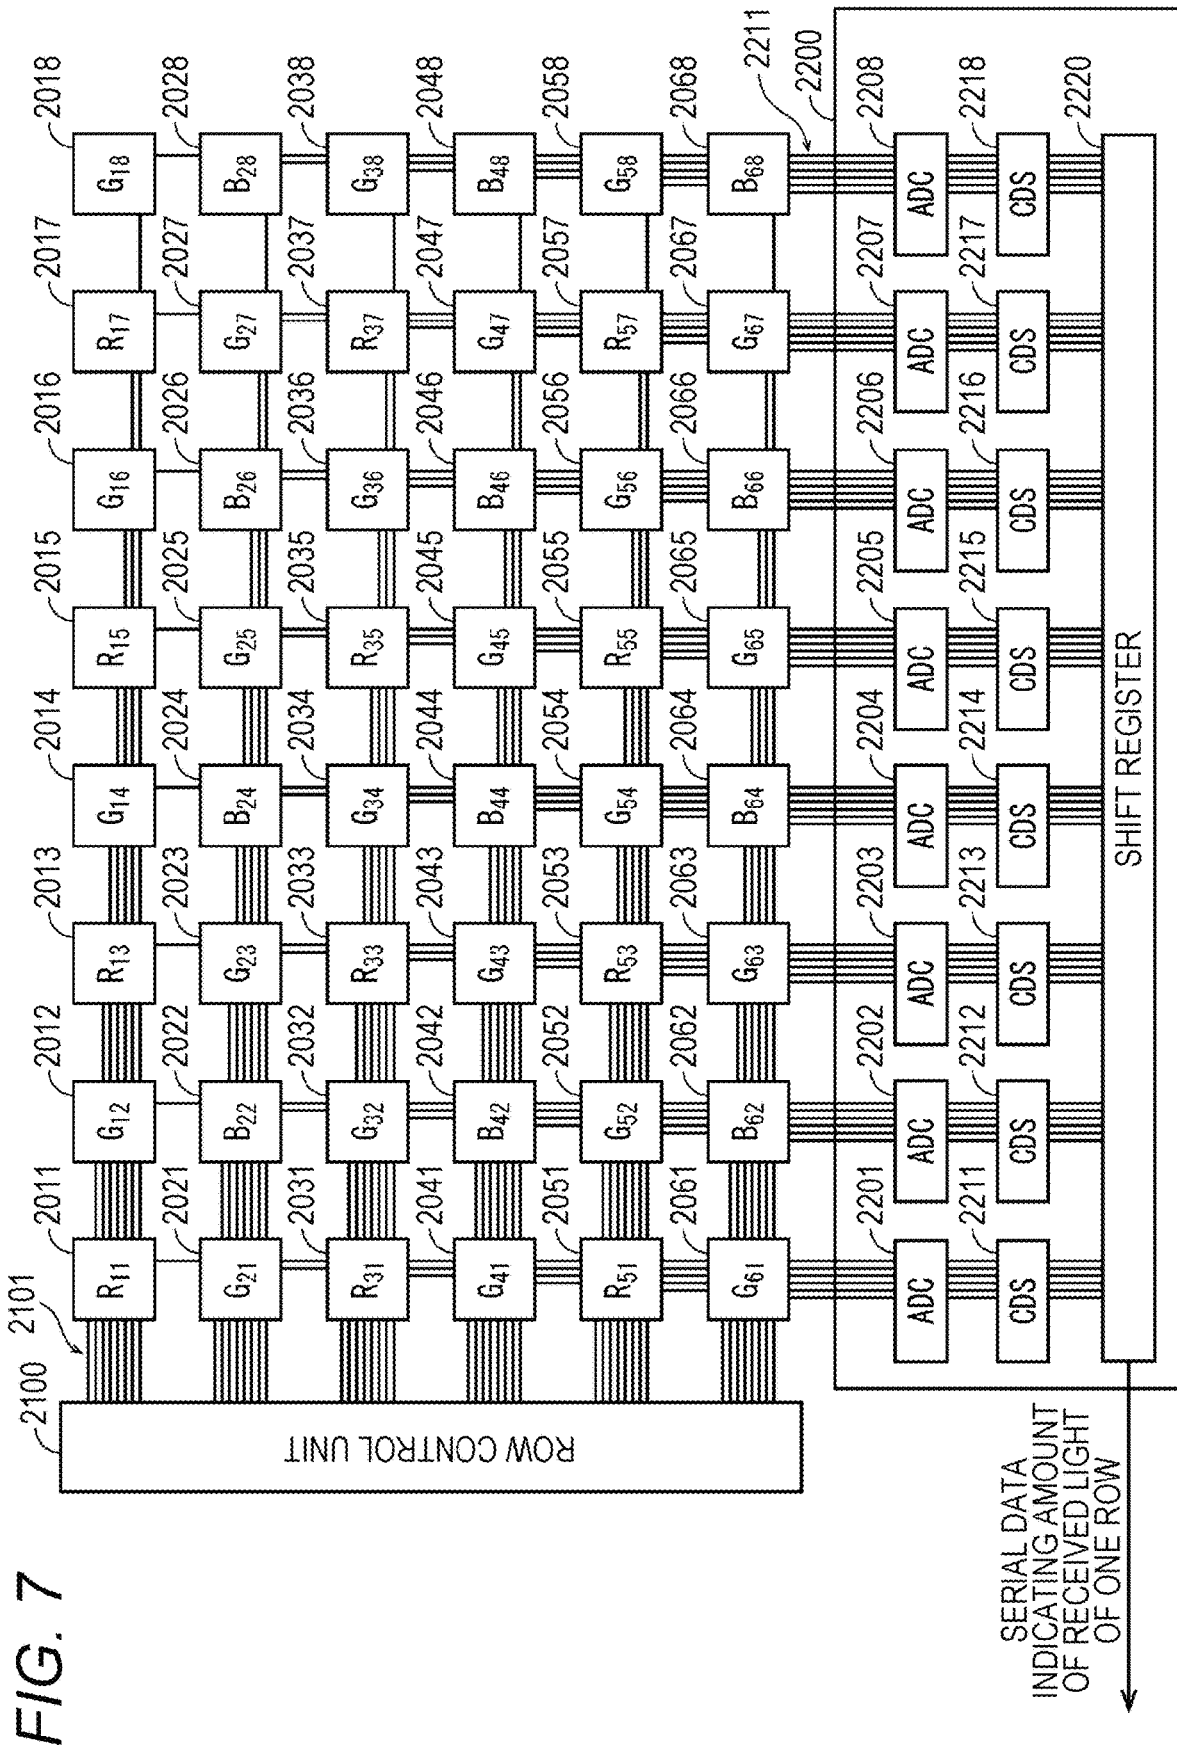 FIG. 7
2100
2101
ROW CONTROL UNIT
2011 2012 2013 2014 2015 2016 2017 2018
R11 G12 R13 G14 R15 G16 R17 G18
2021 2022 2023 2024 2025 2026 2027 2028
G21 B22 G23 B24 G25 B26 G27 B28
2031 2032 2033 2034 2035 2036 2037 2038
R31 G32 R33 G34 R35 G36 R37 G38
2041 2042 2043 2044 2045 2046 2047 2048
G41 B42 G43 B44 G45 B46 G47 B48
2051 2052 2053 2054 2055 2056 2057 2058
R51 G52 R53 G54 R55 G56 R57 G58
2061 2062 2063 2064 2065 2066 2067 2068
G61 B62 G63 B64 G65 B66 G67 B68
2211
2200
2201 2202 2203 2204 2205 2206 2207 2208
ADC ADC ADC ADC ADC ADC ADC ADC
2211 2212 2213 2214 2215 2216 2217 2218
CDS CDS CDS CDS CDS CDS CDS CDS
2220
SHIFT REGISTER
SERIAL DATA
INDICATING AMOUNT
OF RECEIVED LIGHT
OF ONE ROW